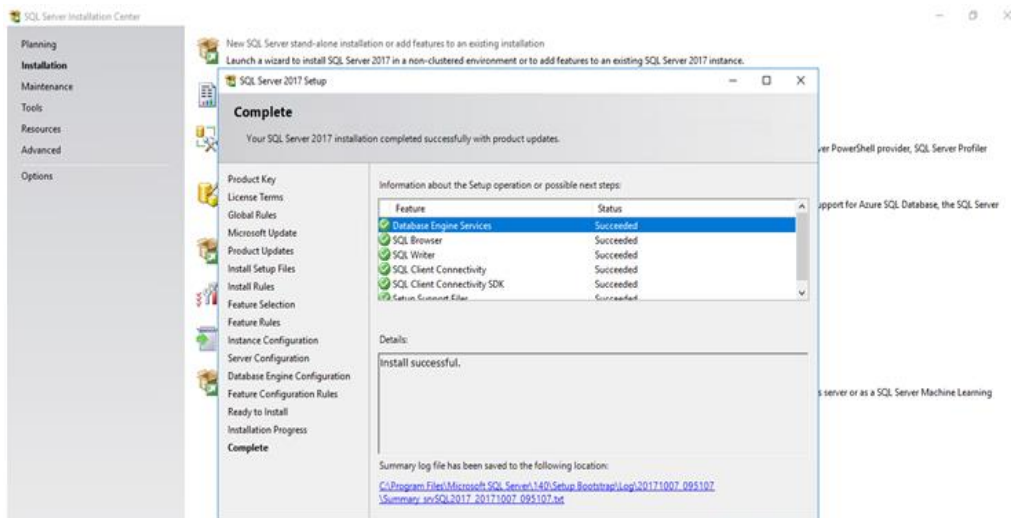 SQL Server Installation Center
Planning
Installation
Maintenance
Tools
Resources
Advanced
Options
New SQL Server stand-alone installation or add features to an existing installation
Launch a wizard to install SQL Server 2017 in a non-clustered environment or to add features to an existing SQL Server 2017 instance.
ver PowerShell provider, SQL Server Profiler
upport for Azure SQL Database, the SQL Server
s server or as a SQL Server Machine Learning
SQL Server 2017 Setup
Complete
Your SQL Server 2017 installation completed successfully with product updates.
Product Key
License Terms
Global Rules
Microsoft Update
Product Updates
Install Setup Files
Install Rules
Feature Selection
Feature Rules
Instance Configuration
Server Configuration
Database Engine Configuration
Feature Configuration Rules
Ready to Install
Installation Progress
Complete
Information about the Setup operation or possible next steps:
Feature Status
Database Engine Services Succeeded
SQL Browser Succeeded
SQL Writer Succeeded
SQL Client Connectivity Succeeded
SQL Client Connectivity SDK Succeeded
Setup Support Files Succeeded
Details:
Install successful.
Summary log file has been saved to the following location:
C:\Program Files\Microsoft SQL Server\140\Setup Bootstrap\Log\20171007_095107
\Summary_srvSQL2017_20171007_095107.txt